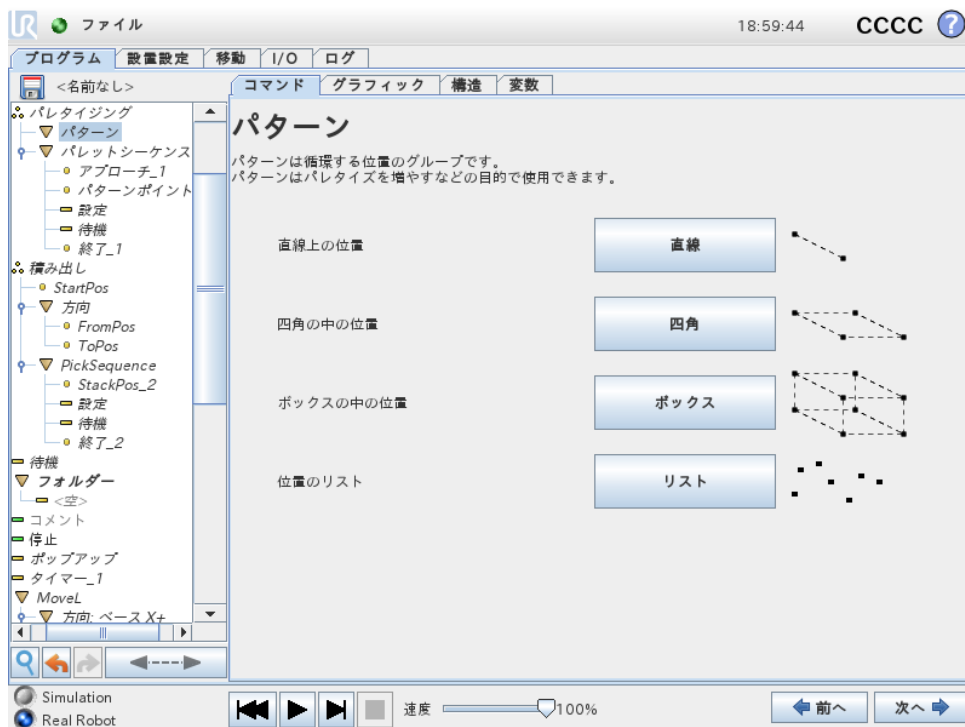 UR ファイル 18:59:44 CCCC ?
プログラム 設置設定 移動 I/O ログ
<名前なし>
コマンド グラフィック 構造 変数
パレタイジング
パターン
パレットシーケンス
アプローチ_1
パターンポイント
設定
待機
終了_1
積み出し
StartPos
方向
FromPos
ToPos
PickSequence
StackPos_2
設定
待機
終了_2
待機
フォルダー
<空>
コメント
停止
ポップアップ
タイマー_1
MoveL
方向: ベース X+
パターン
パターンは循環する位置のグループです。
パターンはパレタイズを増やすなどの目的で使用できます。
直線上の位置 直線
四角の中の位置 四角
ボックスの中の位置 ボックス
位置のリスト リスト
Simulation
Real Robot
速度 100%
前へ 次へ